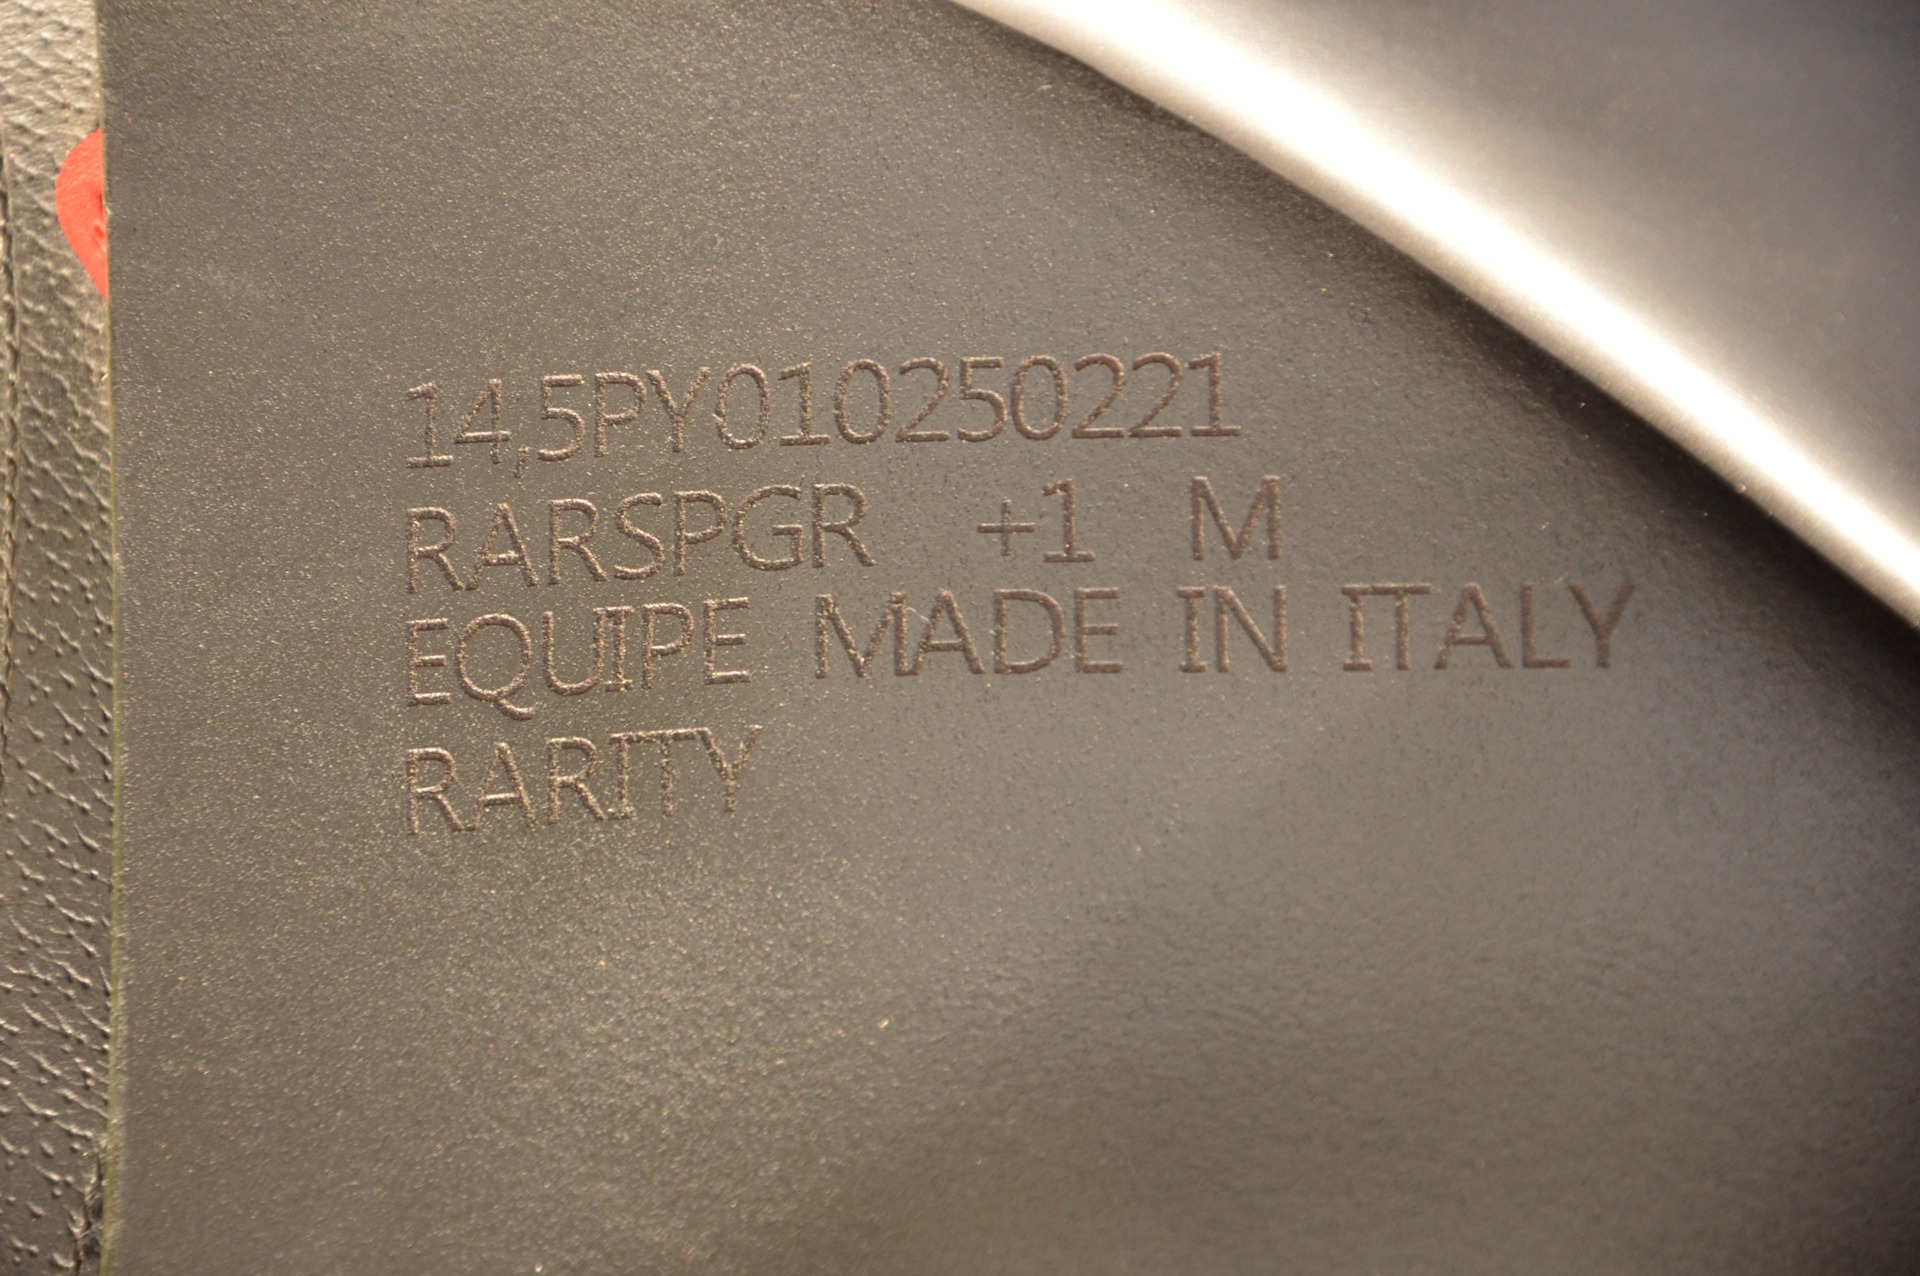 14,5PY010250221
RARSPGR +1 M
EQUIPE MADE IN ITALY
RARITY